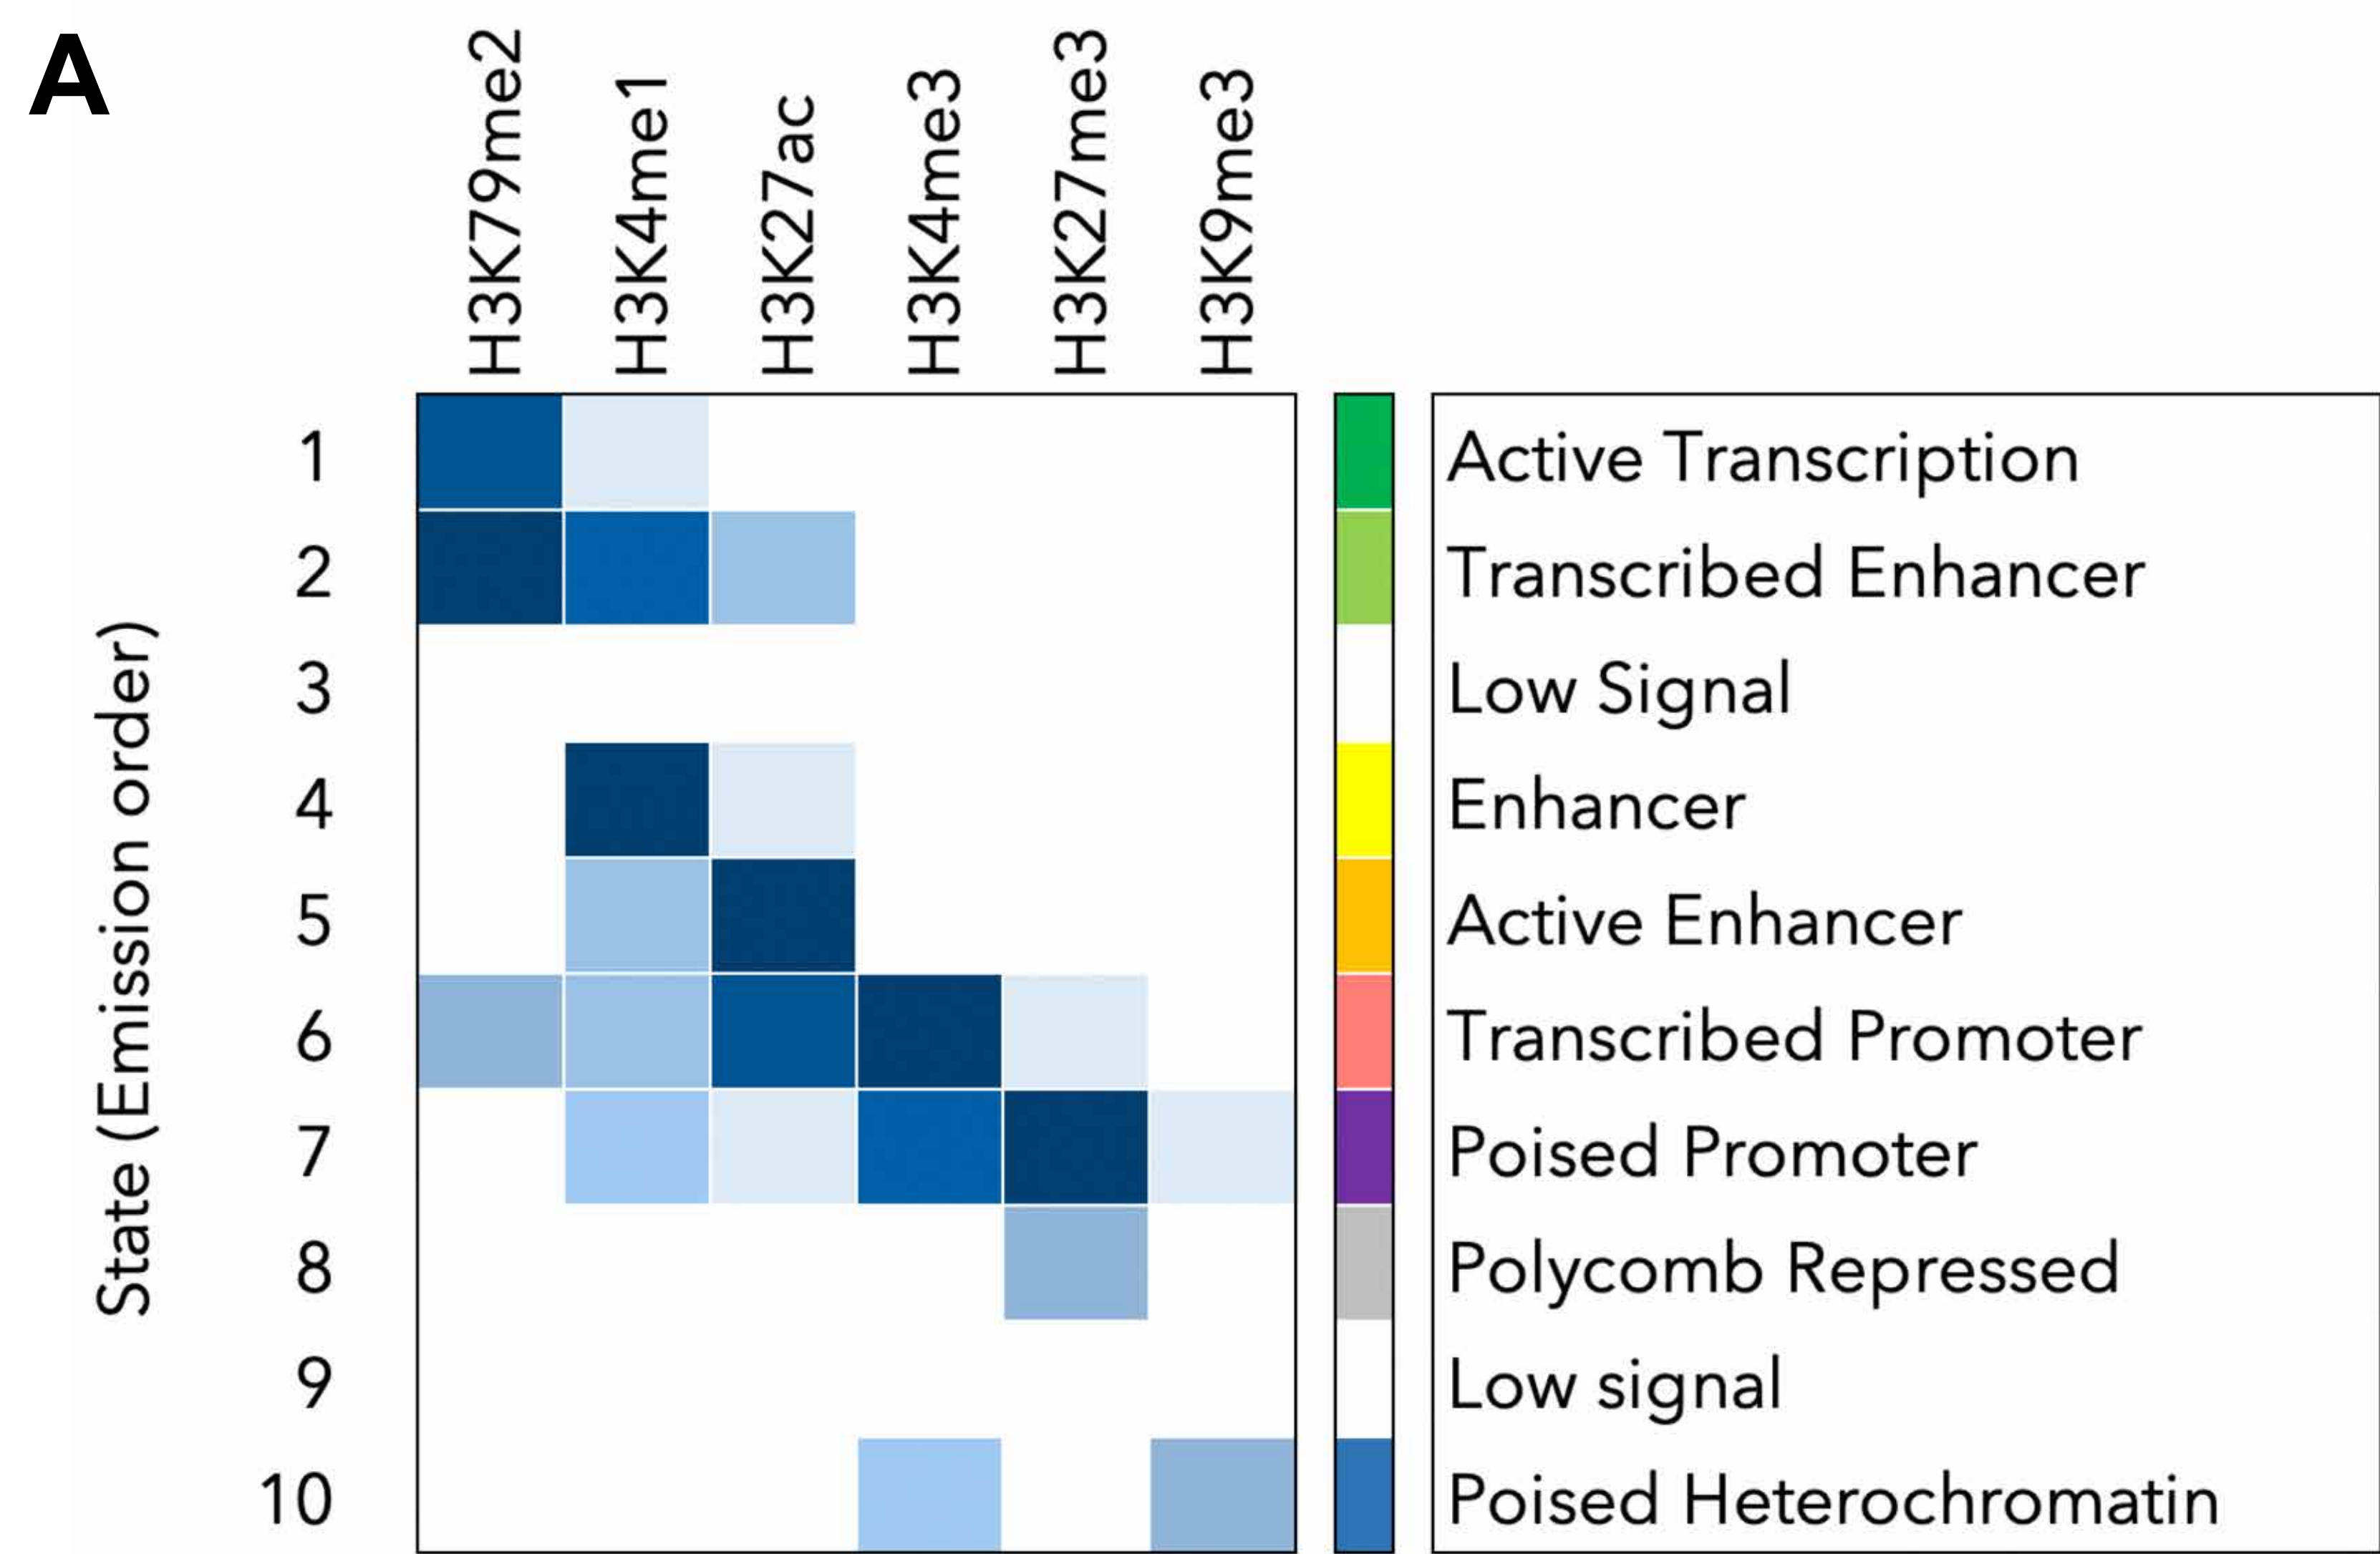 A
H3K79me2
H3K4me1
H3K27ac
H3K4me3
H3K27me3
H3K9me3
State (Emission order)
1 Active Transcription
2 Transcribed Enhancer
3 Low Signal
4 Enhancer
5 Active Enhancer
6 Transcribed Promoter
7 Poised Promoter
8 Polycomb Repressed
9 Low signal
10 Poised Heterochromatin